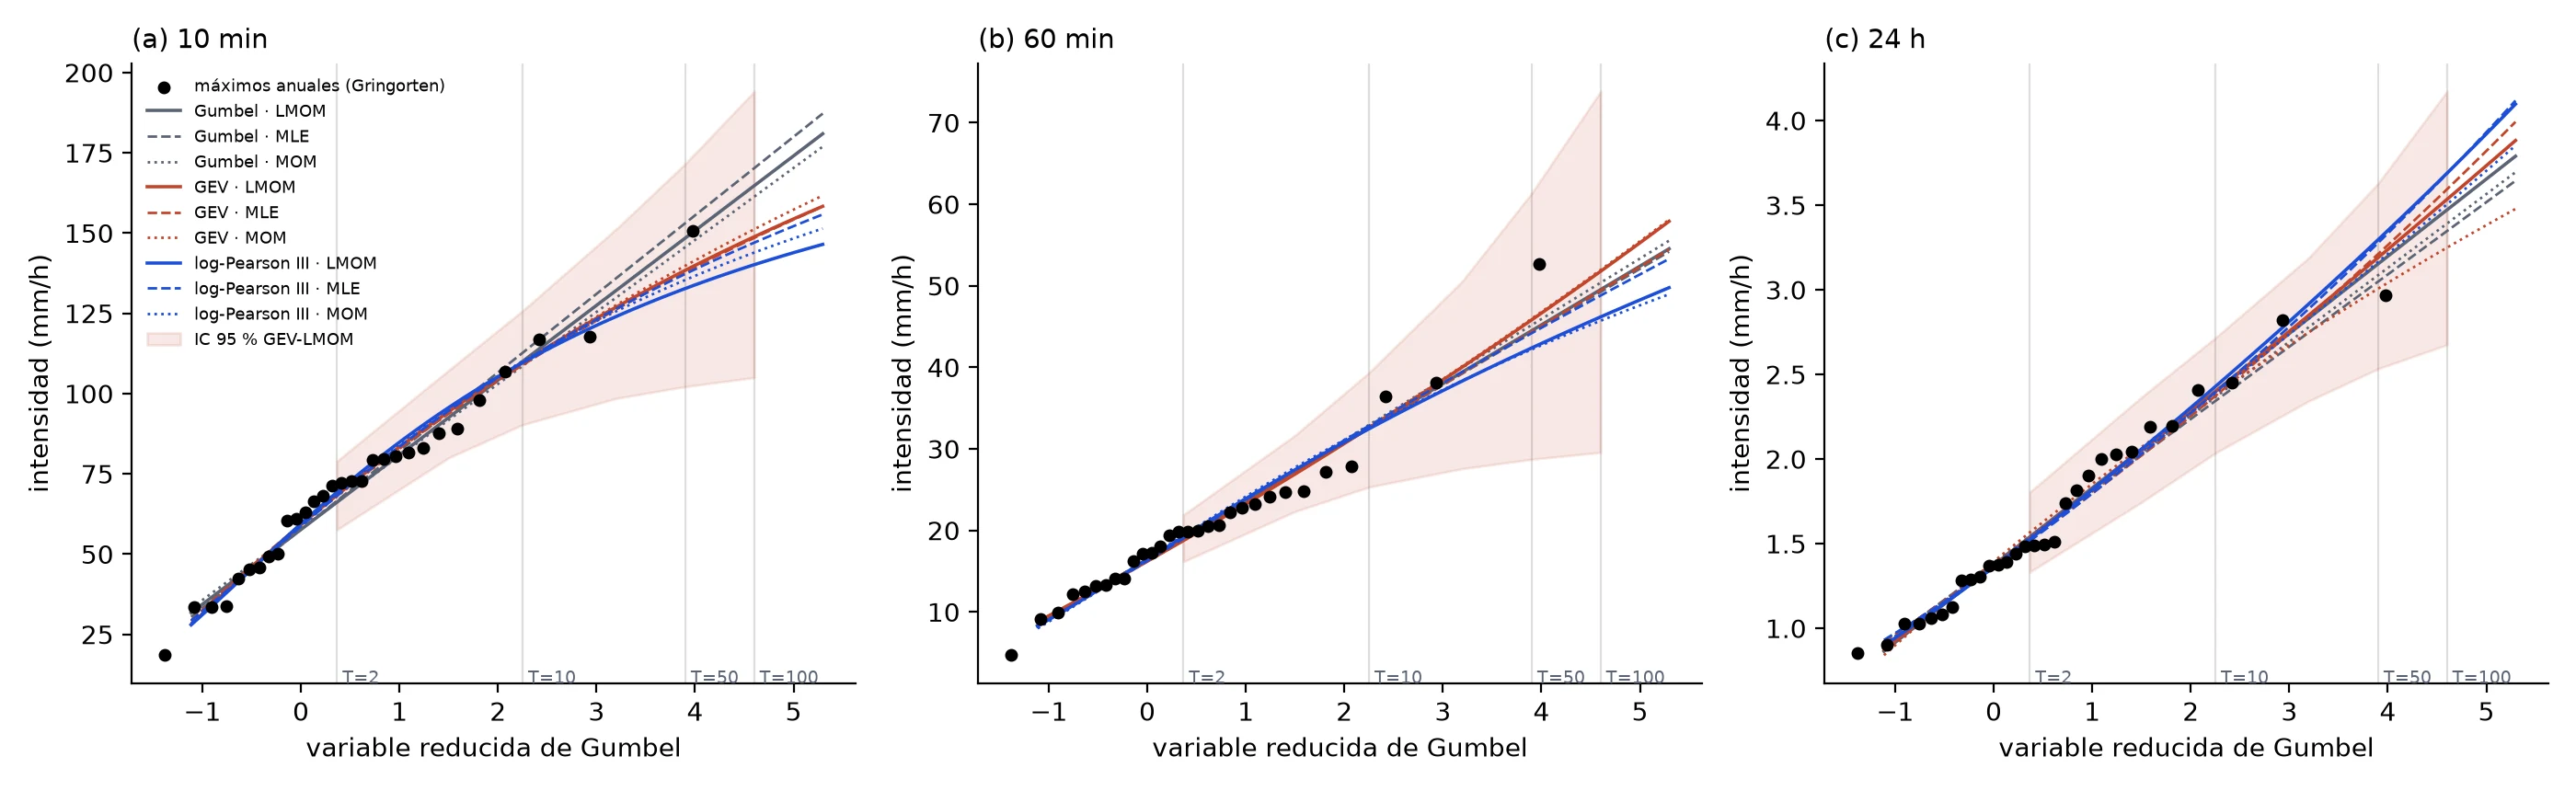 (a) 10 min
200
175
150
125
100
75
50
25
intensidad (mm/h)
máximos anuales (Gringorten)
Gumbel · LMOM
Gumbel · MLE
Gumbel · MOM
GEV · LMOM
GEV · MLE
GEV · MOM
log-Pearson III · LMOM
log-Pearson III · MLE
log-Pearson III · MOM
IC 95 % GEV-LMOM
T=2
T=10
T=50
T=100
−1 0 1 2 3 4 5
variable reducida de Gumbel
(b) 60 min
70
60
50
40
30
20
10
intensidad (mm/h)
T=2
T=10
T=50
T=100
−1 0 1 2 3 4 5
variable reducida de Gumbel
(c) 24 h
4.0
3.5
3.0
2.5
2.0
1.5
1.0
intensidad (mm/h)
T=2
T=10
T=50
T=100
−1 0 1 2 3 4 5
variable reducida de Gumbel